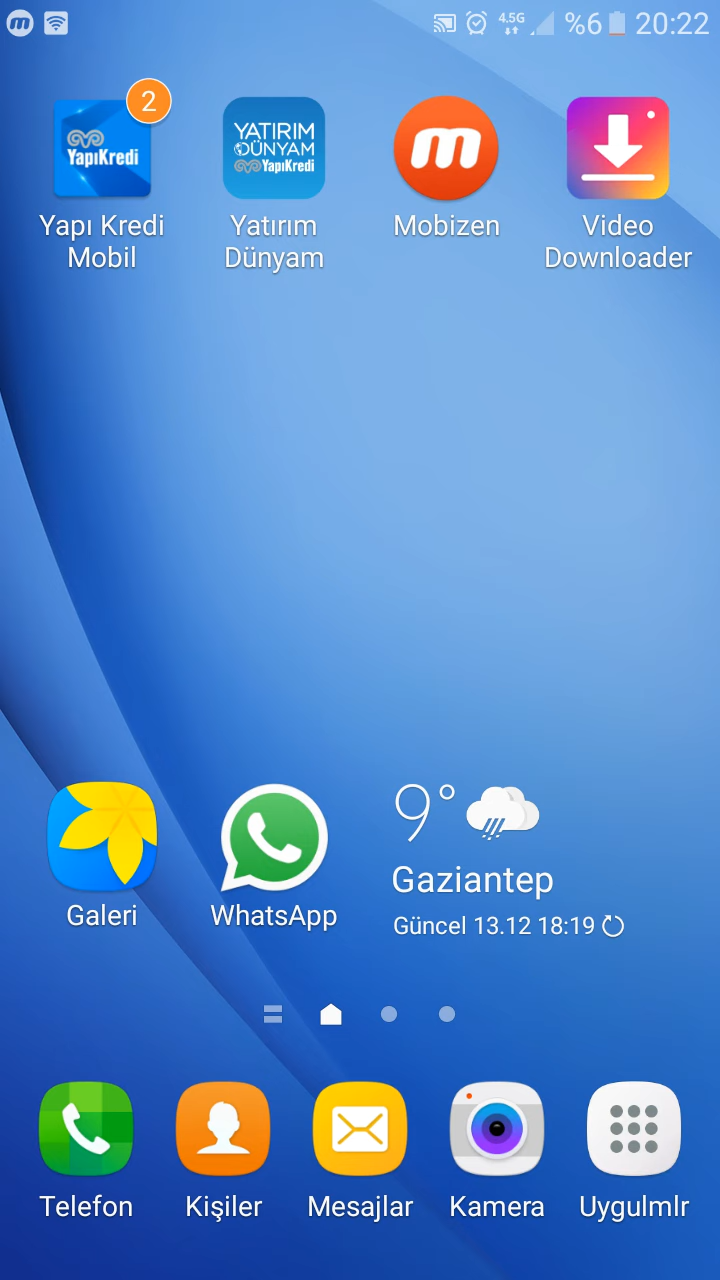 m
4.5G %6 20:22
2
YapıKredi
YATIRIM
DÜNYAM
YapıKredi
m
Yapı Kredi
Mobil
Yatırım
Dünyam
Mobizen
Video
Downloader
9°
Galeri
WhatsApp
Gaziantep
Güncel 13.12 18:19
Telefon
Kişiler
Mesajlar
Kamera
Uygulmlr